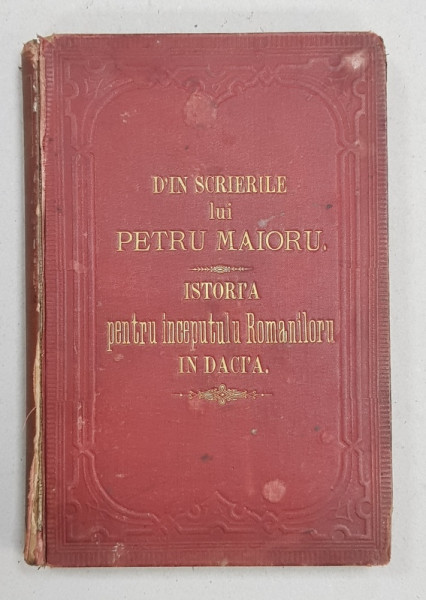 D'IN SCRIERILE
lui
PETRU MAIORU.
ISTORI'A
pentru inceputulu Romaniloru
IN DACI'A.